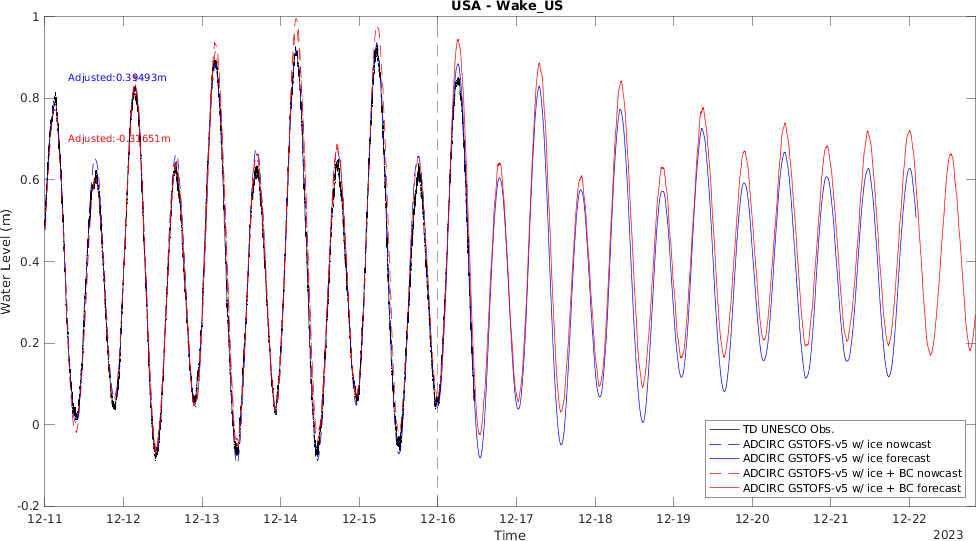 USA - Wake_US
1
0.8
0.6
0.4
0.2
0
-0.2
Water Level (m)
Adjusted:0.39493m
Adjusted:-0.31651m
TD UNESCO Obs.
ADCIRC GSTOFS-v5 w/ ice nowcast
ADCIRC GSTOFS-v5 w/ ice forecast
ADCIRC GSTOFS-v5 w/ ice + BC nowcast
ADCIRC GSTOFS-v5 w/ ice + BC forecast
12-11 12-12 12-13 12-14 12-15 12-16 12-17 12-18 12-19 12-20 12-21 12-22
Time
2023